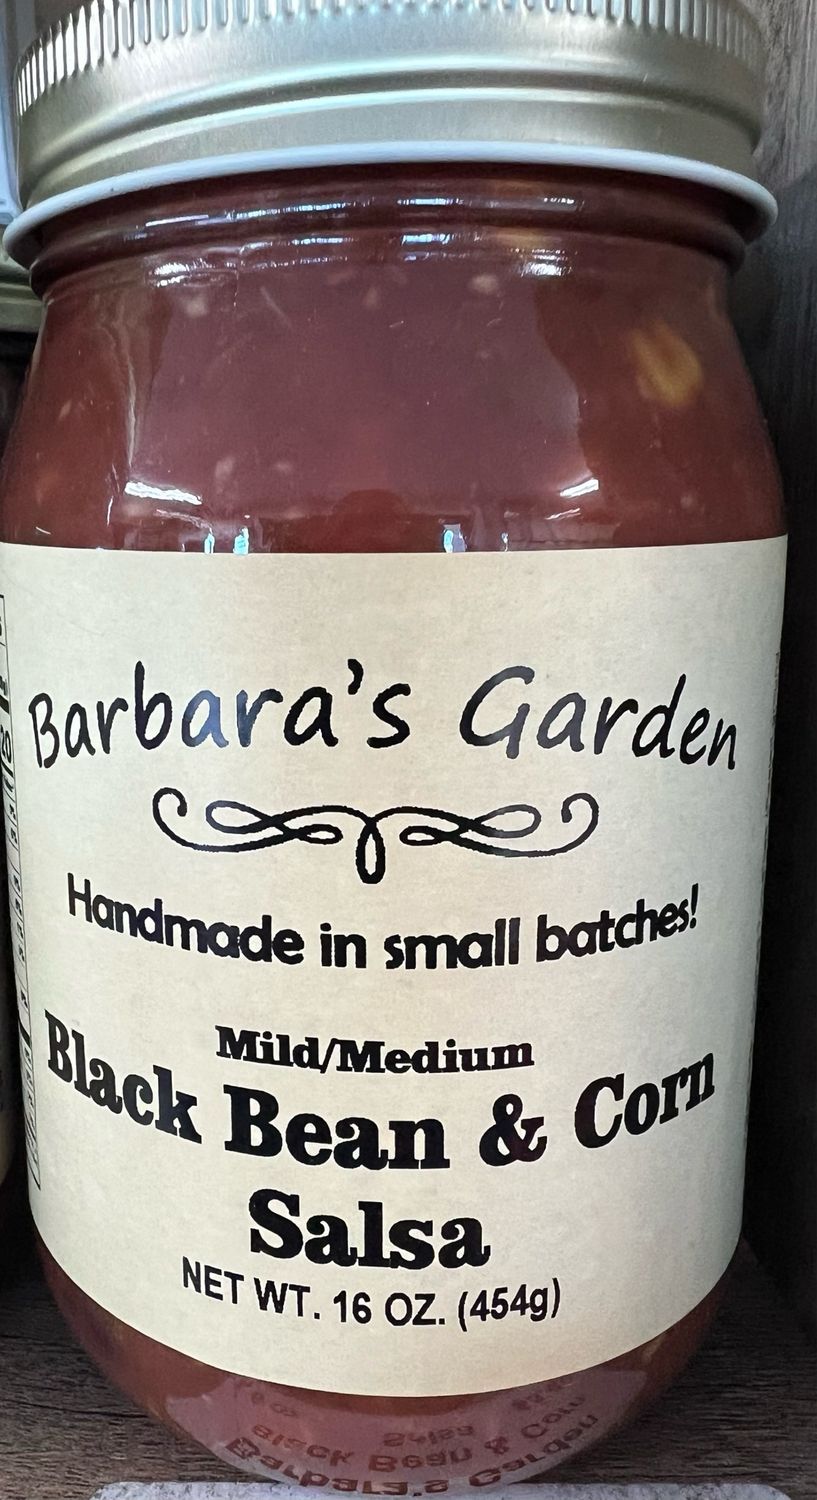 Barbara's Garden
Handmade in small batches!
Mild/Medium
Black Bean & Corn
Salsa
NET WT. 16 OZ. (454g)